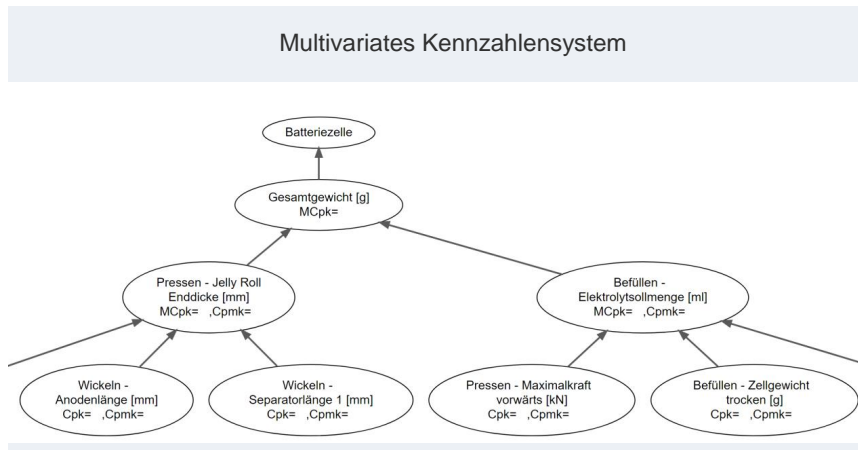 Multivariates Kennzahlensystem
Batteriezelle
Gesamtgewicht [g]
MCpk=
Pressen - Jelly Roll
Enddicke [mm]
MCpk=   ,Cpmk=
Befüllen -
Elektrolytsollmenge [ml]
MCpk=   ,Cpmk=
Wickeln -
Anodenlänge [mm]
Cpk=   ,Cpmk=
Wickeln -
Separatorlänge 1 [mm]
Cpk=   ,Cpmk=
Pressen - Maximalkraft
vorwärts [kN]
Cpk=   ,Cpmk=
Befüllen - Zellgewicht
trocken [g]
Cpk=   ,Cpmk=